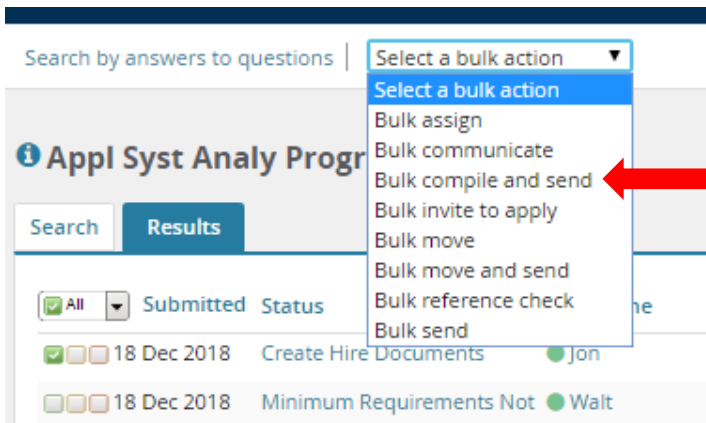 Search by answers to questions | Select a bulk action
Select a bulk action
Bulk assign
Bulk communicate
Bulk compile and send
Bulk invite to apply
Bulk move
Bulk move and send
Bulk reference check
Bulk send
Appl Syst Analy Progr
Search Results
All Submitted Status
18 Dec 2018 Create Hire Documents Jon
18 Dec 2018 Minimum Requirements Not Walt